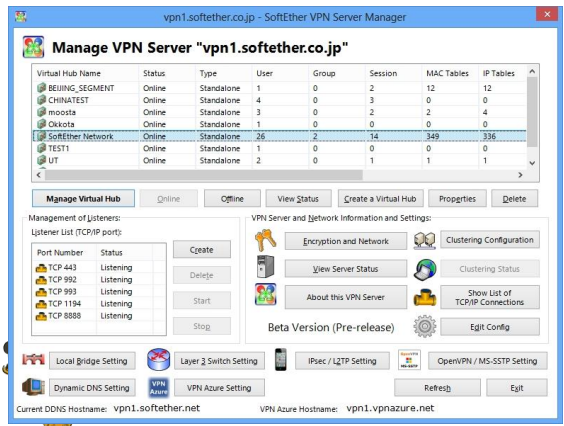 vpn1.softether.co.jp - SoftEther VPN Server Manager
Manage VPN Server "vpn1.softether.co.jp"
Virtual Hub Name Status Type User Group Session MAC Tables IP Tables
BEIJING_SEGMENT Online Standalone 1 0 2 12 12
CHINATEST Online Standalone 4 0 3 0 0
moosta Online Standalone 3 0 2 2 4
Okkota Online Standalone 1 0 0 0 0
SoftEther Network Online Standalone 26 2 14 349 336
TEST1 Online Standalone 1 0 0 0 0
UT Online Standalone 2 0 1 1 1
Manage Virtual Hub Online Offline View Status Create a Virtual Hub Properties Delete
Management of Listeners:
Listener List (TCP/IP port):
Port Number Status
TCP 443 Listening
TCP 992 Listening
TCP 993 Listening
TCP 1194 Listening
TCP 8888 Listening
Create
Delete
Start
Stop
VPN Server and Network Information and Settings:
Encryption and Network
Clustering Configuration
View Server Status
Clustering Status
About this VPN Server
Show List of
TCP/IP Connections
Beta Version (Pre-release)
Edit Config
Local Bridge Setting
Layer 3 Switch Setting
IPsec / L2TP Setting
OpenVPN
MS-SSTP
OpenVPN / MS-SSTP Setting
Dynamic DNS Setting
VPN
Azure
VPN Azure Setting
Refresh
Exit
Current DDNS Hostname: vpn1.softether.net
VPN Azure Hostname: vpn1.vpnazure.net